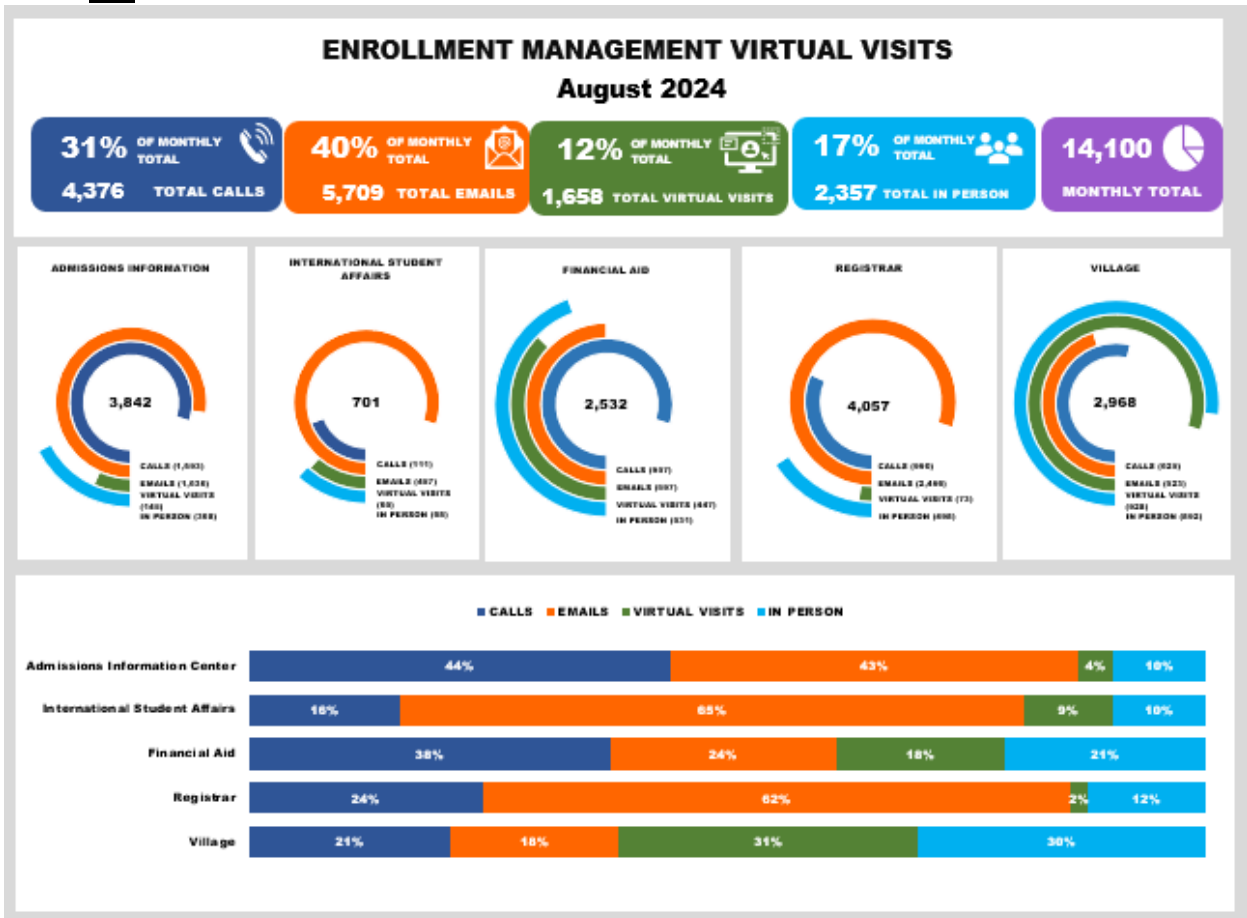 ENROLLMENT MANAGEMENT VIRTUAL VISITS
August 2024
31% OF MONTHLY TOTAL
4,376 TOTAL CALLS
40% OF MONTHLY TOTAL
5,709 TOTAL EMAILS
12% OF MONTHLY TOTAL
1,658 TOTAL VIRTUAL VISITS
17% OF MONTHLY TOTAL
2,357 TOTAL IN PERSON
14,100
MONTHLY TOTAL
ADMISSIONS INFORMATION
3,842
CALLS
EMAILS
VIRTUAL VISITS
IN PERSON
INTERNATIONAL STUDENT
AFFAIRS
701
CALLS (111)
EMAILS
VIRTUAL VISITS
IN PERSON
FINANCIAL AID
2,532
CALLS
EMAILS
VIRTUAL VISITS (447)
IN PERSON (531)
REGISTRAR
4,057
CALLS
EMAILS
VIRTUAL VISITS (73)
IN PERSON
VILLAGE
2,968
CALLS
EMAILS
VIRTUAL VISITS
IN PERSON
CALLS EMAILS VIRTUAL VISITS IN PERSON
Admissions Information Center 44% 43% 4% 10%
International Student Affairs 16% 65% 9% 10%
Financial Aid 38% 24% 18% 21%
Registrar 24% 62% 2% 12%
Village 21% 18% 31% 30%